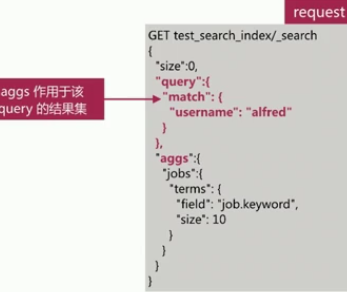 request
GET test_search_index/_search
{
"size":0,
"query":{
"match": {
"username": "alfred"
}
},
"aggs":{
"jobs":{
"terms": {
"field": "job.keyword",
"size": 10
}
}
}
}
aggs 作用于该
query 的结果集